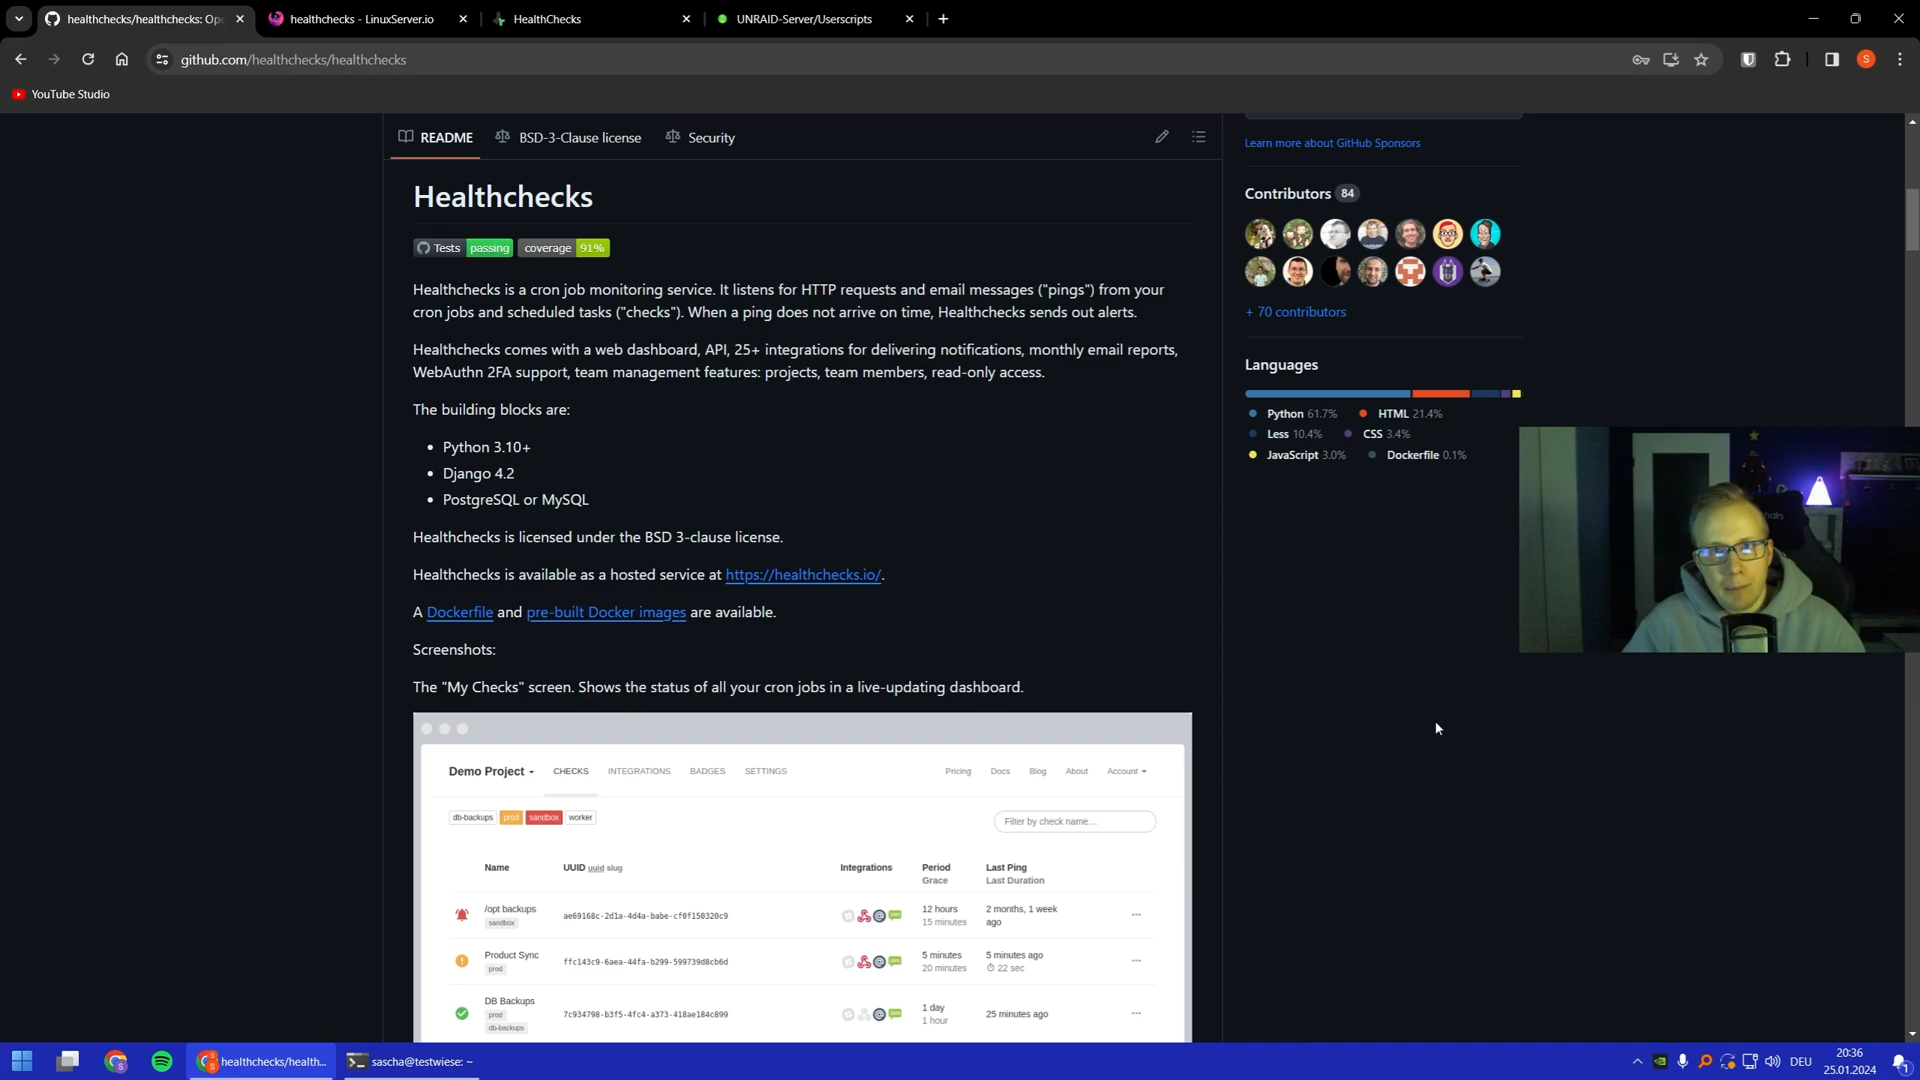 healthchecks/healthchecks: Ope
healthchecks - LinuxServer.io
HealthChecks
UNRAID-Server/Userscripts
github.com/healthchecks/healthchecks
S
YouTube Studio
README
BSD-3-Clause license
Security
Learn more about GitHub Sponsors
Healthchecks
Tests passing
coverage 91%
Healthchecks is a cron job monitoring service. It listens for HTTP requests and email messages ("pings") from your
cron jobs and scheduled tasks ("checks"). When a ping does not arrive on time, Healthchecks sends out alerts.
Healthchecks comes with a web dashboard, API, 25+ integrations for delivering notifications, monthly email reports,
WebAuthn 2FA support, team management features: projects, team members, read-only access.
The building blocks are:
• Python 3.10+
• Django 4.2
• PostgreSQL or MySQL
Healthchecks is licensed under the BSD 3-clause license.
Healthchecks is available as a hosted service at https://healthchecks.io/.
A Dockerfile and pre-built Docker images are available.
Screenshots:
The "My Checks" screen. Shows the status of all your cron jobs in a live-updating dashboard.
Contributors 84
+ 70 contributors
Languages
Python 61.7%
HTML 21.4%
Less 10.4%
CSS 3.4%
JavaScript 3.0%
Dockerfile 0.1%
Demo Project
CHECKS
INTEGRATIONS
BADGES
SETTINGS
Pricing
Docs
Blog
About
Account
db-backups
prod
sandbox
worker
Filter by check name…
Name
UUID uuid slug
Integrations
Period
Grace
Last Ping
Last Duration
/opt backups
sandbox
ae69168c-2d1a-4d4a-babe-cf0f150320c9
12 hours
15 minutes
2 months, 1 week
ago
Product Sync
prod
ffc143c9-6aea-44fa-b299-599739d8cb6d
5 minutes
20 minutes
5 minutes ago
22 sec
DB Backups
prod
db-backups
7c934798-b3f5-4fc4-a373-418ae184c899
1 day
1 hour
25 minutes ago
healthchecks/health...
sascha@testwiese: ~
DEU
20:36
25.01.2024
1